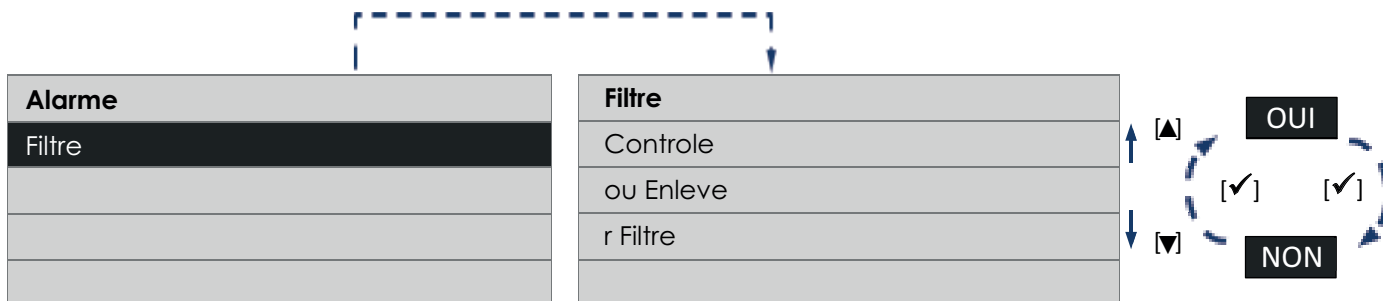 Alarme
Filtre
Filtre
Controle
ou Enleve
r Filtre
[▲]
[▼]
OUI
[✔] [✔]
NON